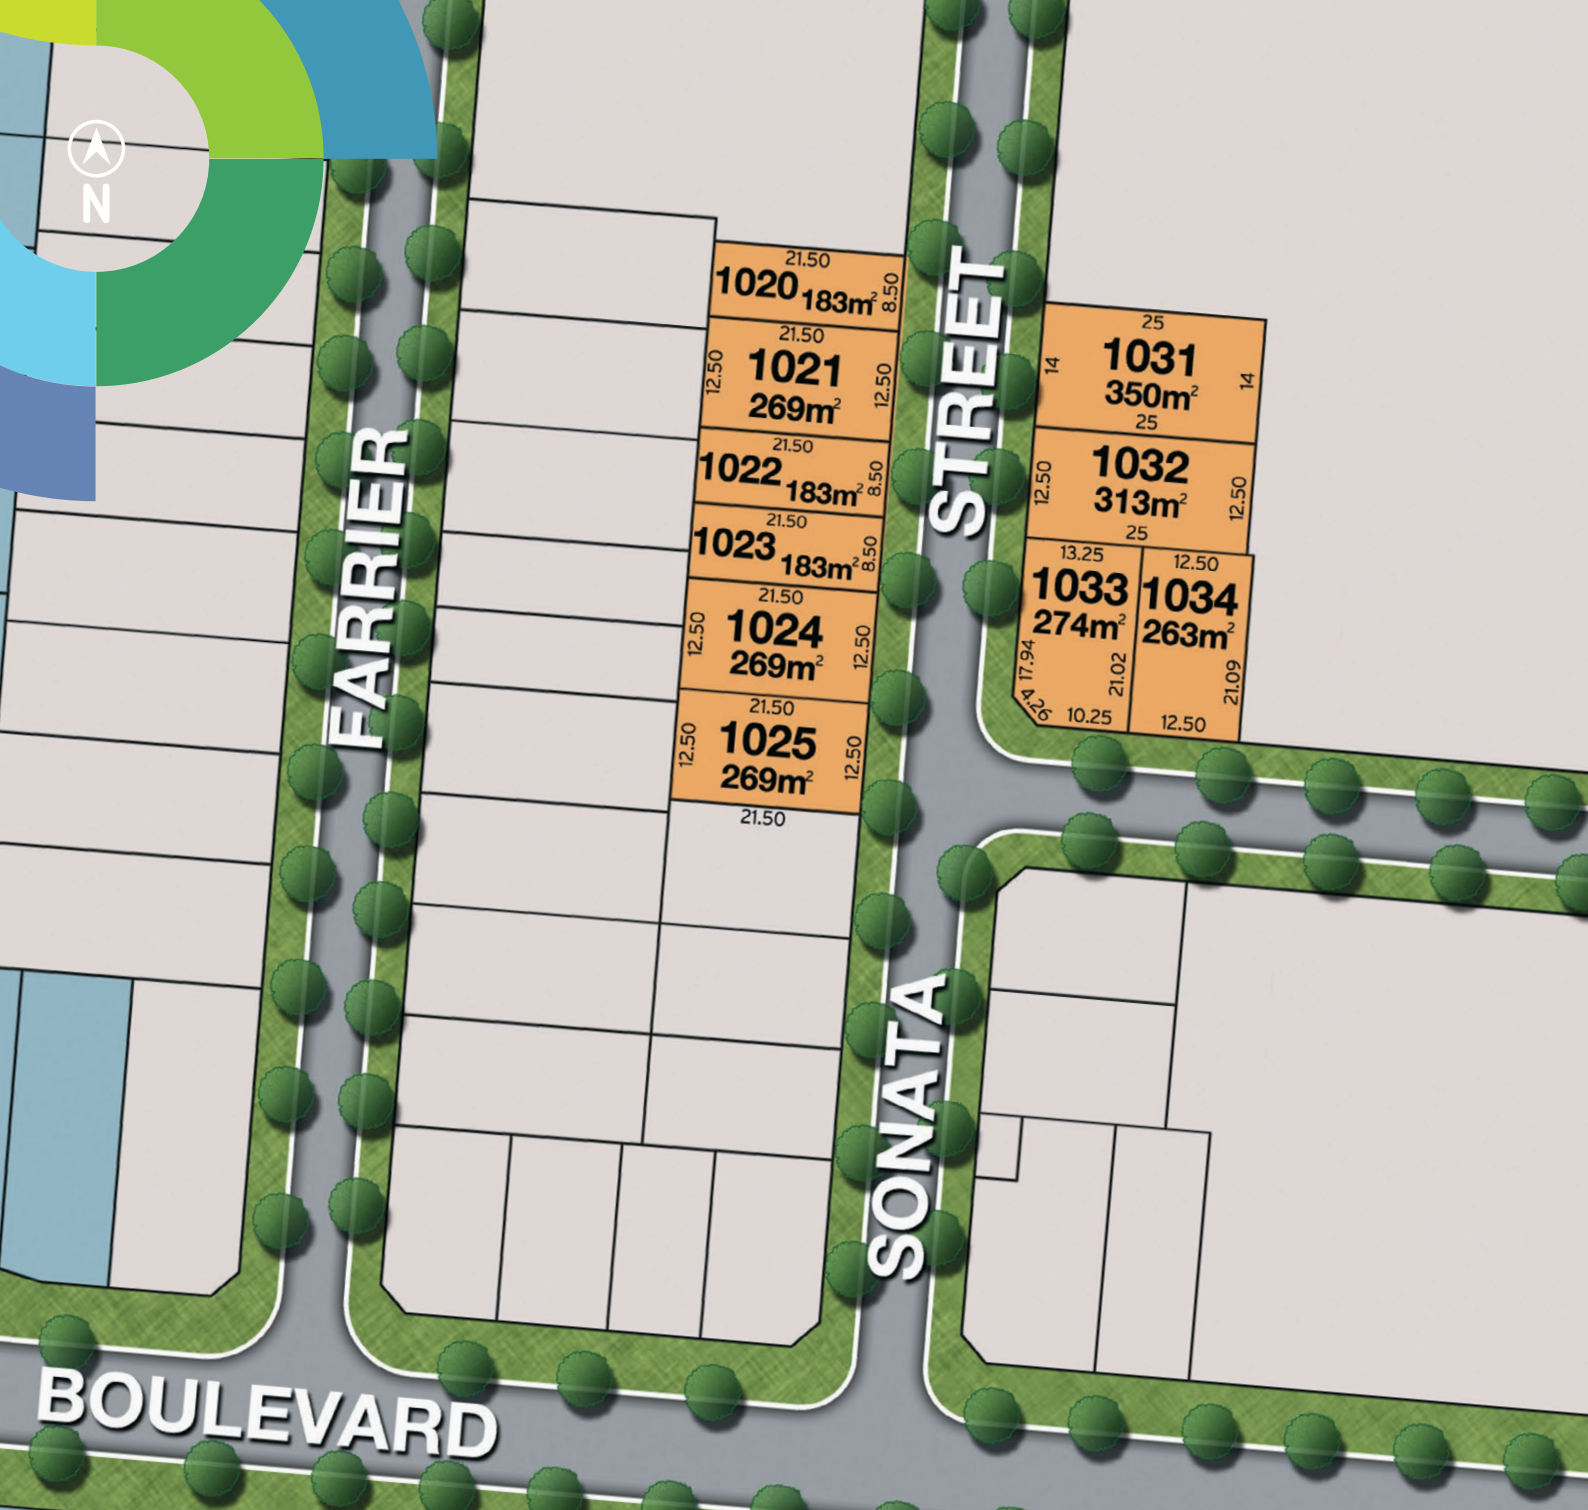 N
21.50
1020 183m² 8.50
21.50
12.50 1021 12.50
269m²
21.50
1022 183m² 8.50
21.50
1023 183m² 8.50
21.50
12.50 1024 12.50
269m²
21.50
12.50 1025 12.50
269m²
21.50
25
14 1031 14
350m²
25
12.50 1032 12.50
313m²
25
13.25
1033
274m²
17.94
21.02
4.26
10.25
12.50
1034
263m²
21.09
12.50
FARRIER
SONATA STREET
BOULEVARD